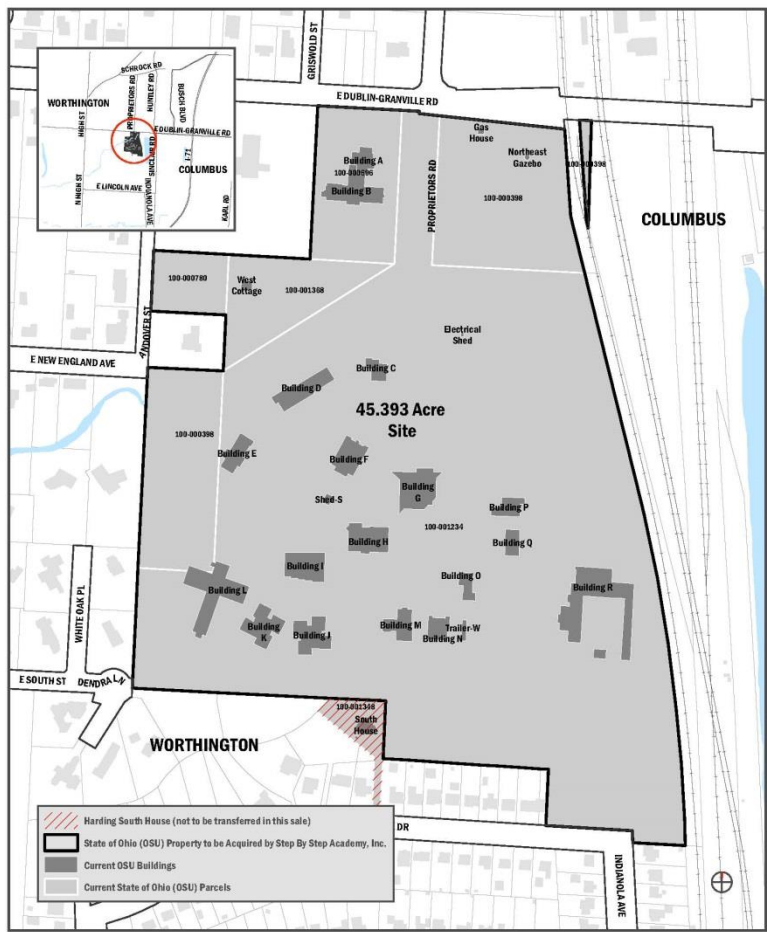 GRISWOLD ST
SCHROCK RD
WORTHINGTON
HIGH ST
PROPRIETORS RD
HUNTLEY RD
BUSCH BLVD
E DUBLIN-GRANVILLE RD
SINCLAIR RD
I-71
COLUMBUS
N HIGH ST
E LINCOLN AVE
INDIANOLA AVE
KARL RD
E DUBLIN-GRANVILLE RD
Gas
House
Northeast
Gazebo
Building A
Building B
PROPRIETORS RD
100-000398
COLUMBUS
100-000780
West
Cottage
100-001368
ANDOVER ST
E NEW ENGLAND AVE
Electrical
Shed
Building C
Building D
45.393 Acre
Site
100-000398
Building E
Building F
Building
G
Shed-S
Building P
100-001234
Building H
Building Q
Building I
Building O
Building R
Building L
Building
K
Building J
Building M
Trailer-W
Building N
WHITE OAK PL
E SOUTH ST
DENDRA LN
100-001348
South
House
WORTHINGTON
Harding South House (not to be transferred in this sale)
State of Ohio (OSU) Property to be Acquired by Step By Step Academy, Inc.
Current OSU Buildings
Current State of Ohio (OSU) Parcels
DR
INDIANOLA AVE